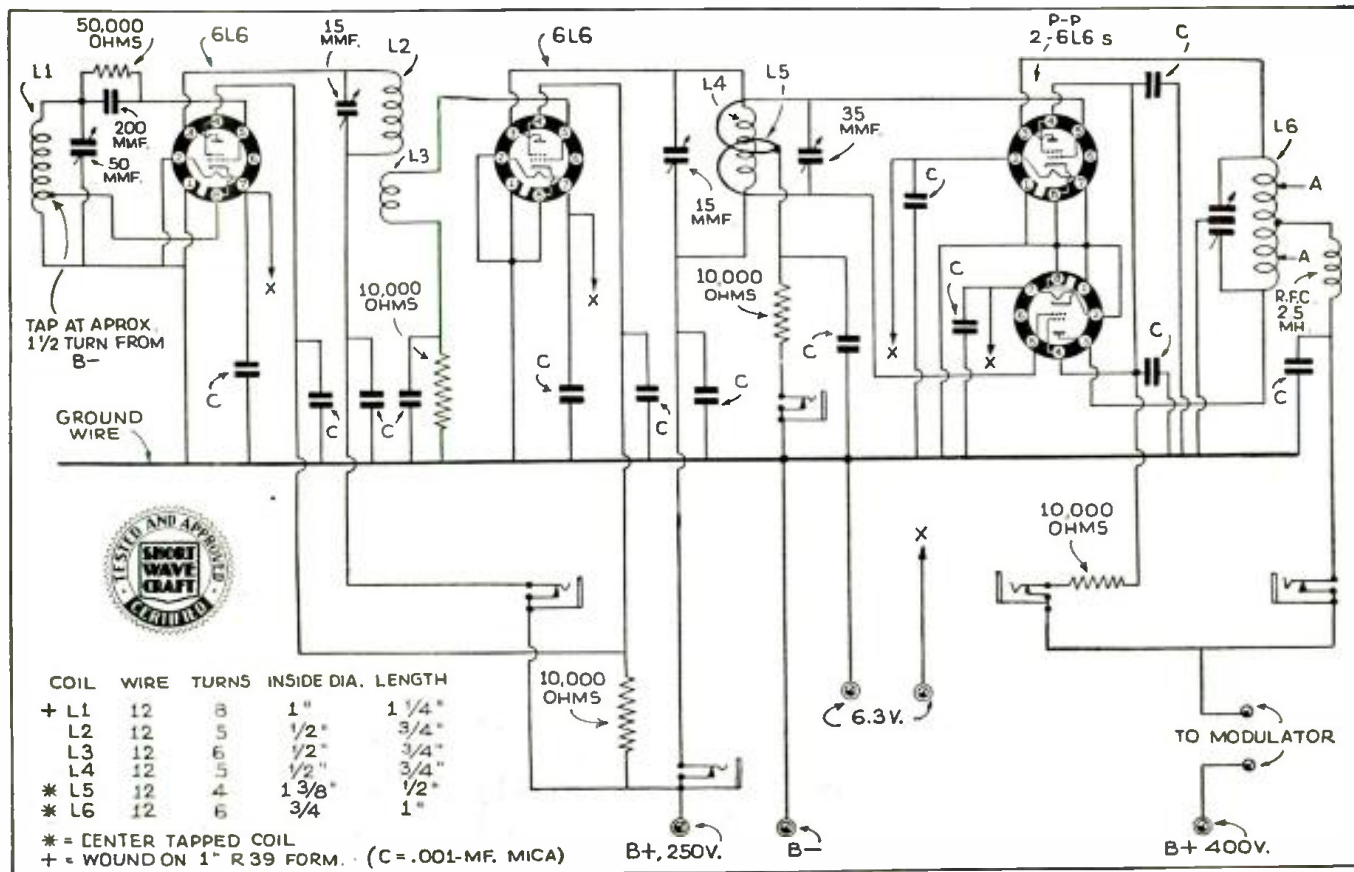 50,000
OHMS
6L6
15
MMF.
L2
6L6
P-P
2-6L6 s
C
L1
L4
L5
200
MMF.
50
MMF.
35
MMF.
L6
L3
C
15
MMF
A
A
X
10,000
OHMS
X
10,000
OHMS
C
R.F.C.
2.5
MH
TAP AT APROX.
1 1/2 TURN FROM
B-
C
X
X
C
C
C
C
C
C
C
C
GROUND
WIRE
TESTED AND APPROVED
SHORT
WAVE
CRAFT
CERTIFIED
10,000
OHMS
X
COIL WIRE TURNS INSIDE DIA. LENGTH
+ L1 12 8 1" 1 1/4"
L2 12 5 1/2" 3/4"
L3 12 6 1/2" 3/4"
L4 12 5 1/2" 3/4"
* L5 12 4 1 3/8" 1/2"
* L6 12 6 3/4 1"
10,000
OHMS
6.3V.
TO MODULATOR
* = CENTER TAPPED COIL
+ = WOUND ON 1" R 39 FORM. (C = .001-MF. MICA)
B+, 250V.
B-
B+ 400V.